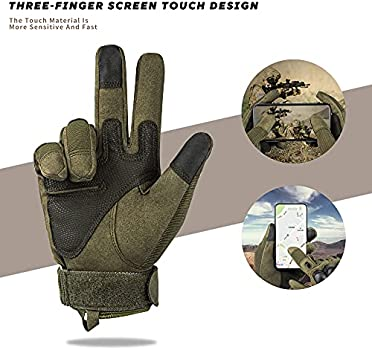 THREE-FINGER SCREEN TOUCH DESIGN
The Touch Material Is
More Sensitive And Fast